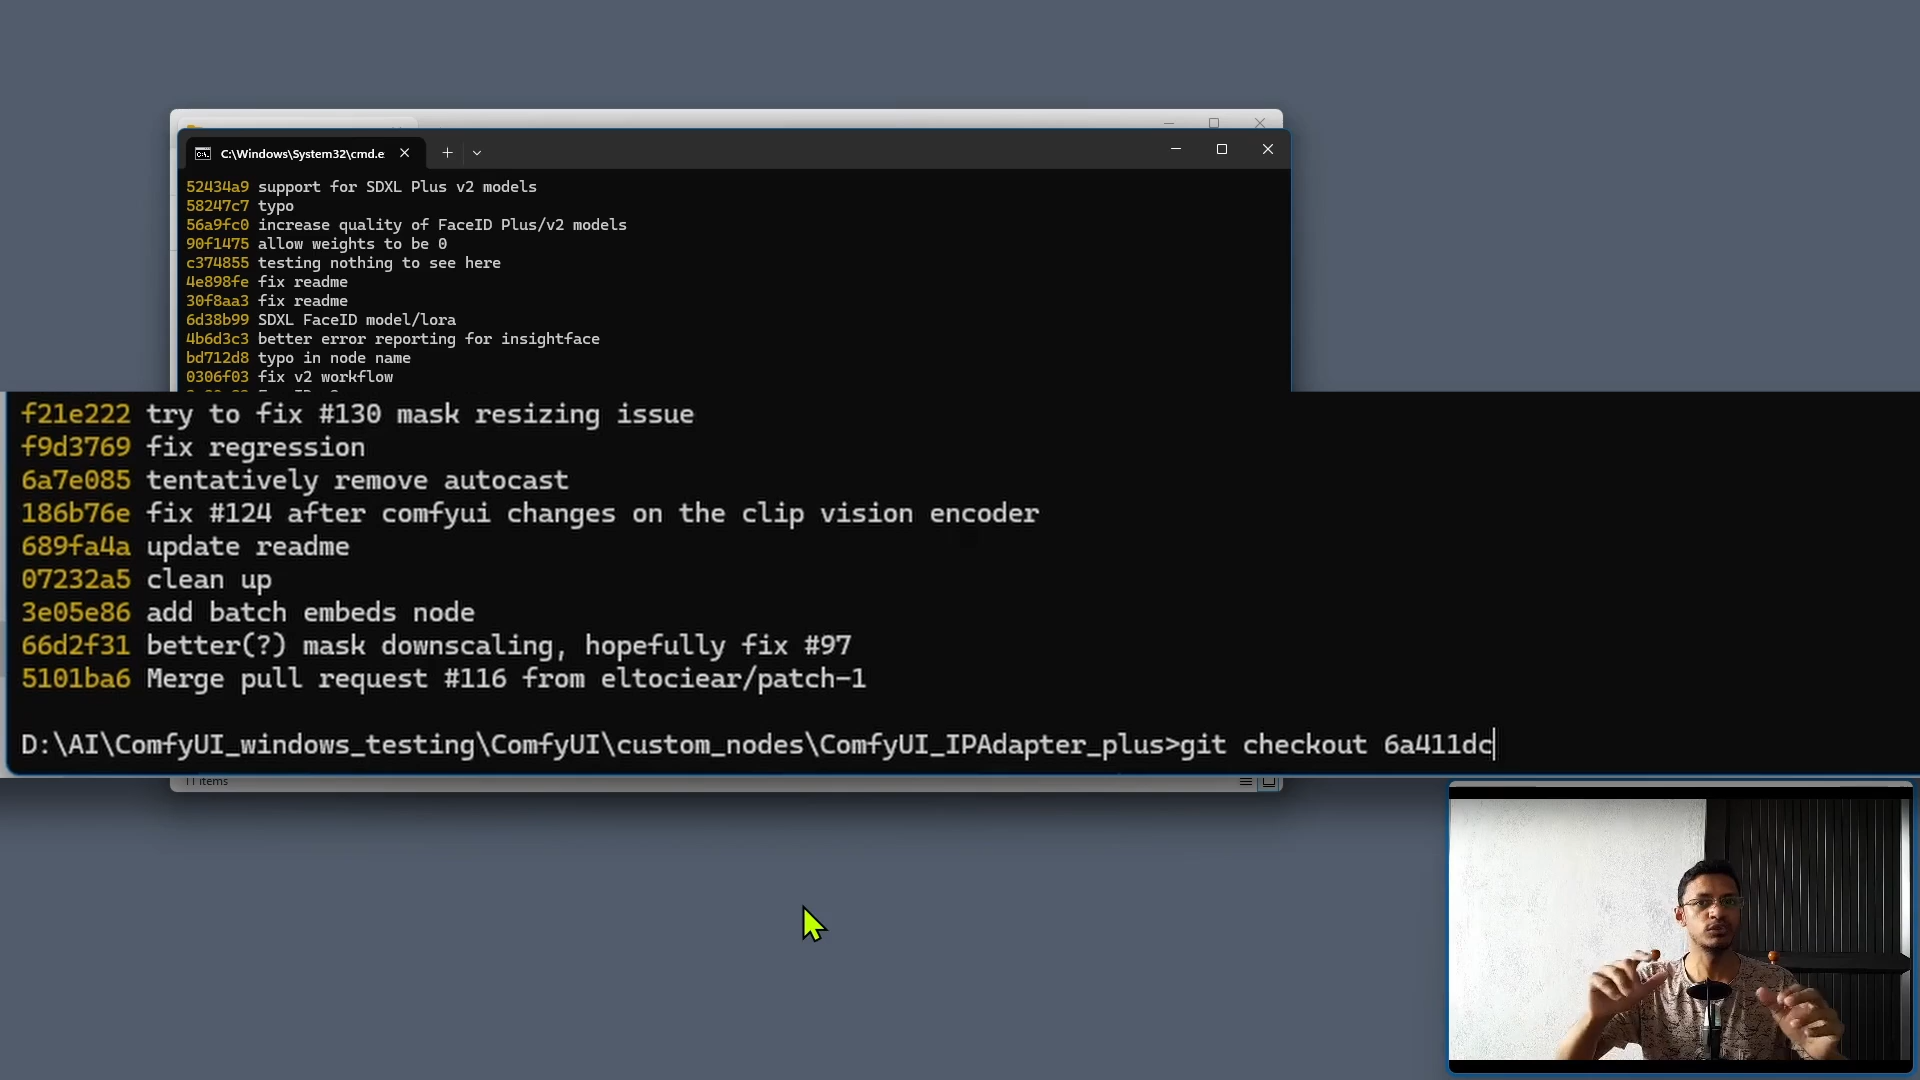 C:\Windows\System32\cmd.e
52434a9 support for SDXL Plus v2 models
58247c7 typo
56a9fc0 increase quality of FaceID Plus/v2 models
90f1475 allow weights to be 0
c374855 testing nothing to see here
4e898fe fix readme
30f8aa3 fix readme
6d38b99 SDXL FaceID model/lora
4b6d3c3 better error reporting for insightface
bd712d8 typo in node name
0306f03 fix v2 workflow
f21e222 try to fix #130 mask resizing issue
f9d3769 fix regression
6a7e085 tentatively remove autocast
186b76e fix #124 after comfyui changes on the clip vision encoder
689fa4a update readme
07232a5 clean up
3e05e86 add batch embeds node
66d2f31 better(?) mask downscaling, hopefully fix #97
5101ba6 Merge pull request #116 from eltociear/patch-1
D:\AI\ComfyUI_windows_testing\ComfyUI\custom_nodes\ComfyUI_IPAdapter_plus>git checkout 6a411dc
11 items